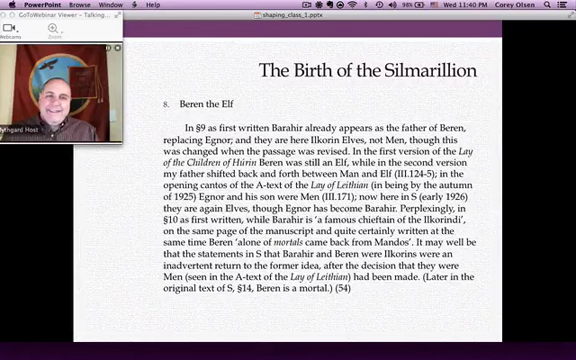 PowerPoint Browse Window Help
98% Wed 11:40 PM Corey Olsen
shaping_class_1.pptx
GoToWebinar Viewer - Talking...
Webcams Zoom
ythgard Host
The Birth of the Silmarillion
8. Beren the Elf
In §9 as first written Barahir already appears as the father of Beren,
replacing Egnor; and they are here Ilkorin Elves, not Men, though this
was changed when the passage was revised. In the first version of the Lay
of the Children of Húrin Beren was still an Elf, while in the second version
my father shifted back and forth between Man and Elf (III.124-5); in the
opening cantos of the A-text of the Lay of Leithian (in being by the autumn
of 1925) Egnor and his son were Men (III.171); now here in S (early 1926)
they are again Elves, though Egnor has become Barahir. Perplexingly, in
§10 as first written, while Barahir is 'a famous chieftain of the Ilkorindi',
on the same page of the manuscript and quite certainly written at the
same time Beren 'alone of mortals came back from Mandos'. It may well be
that the statements in S that Barahir and Beren were Ilkorins were an
inadvertent return to the former idea, after the decision that they were
Men (seen in the A-text of the Lay of Leithian) had been made. (Later in the
original text of S, §14, Beren is a mortal.) (54)